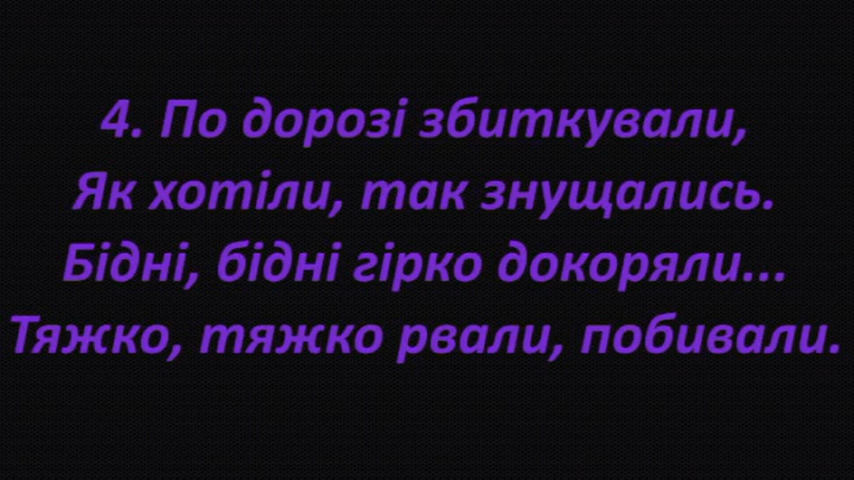 4. По дорозі збиткували,
Як хотіли, так знущались.
Бідні, бідні гірко докоряли...
Тяжко, тяжко рвали, побивали.